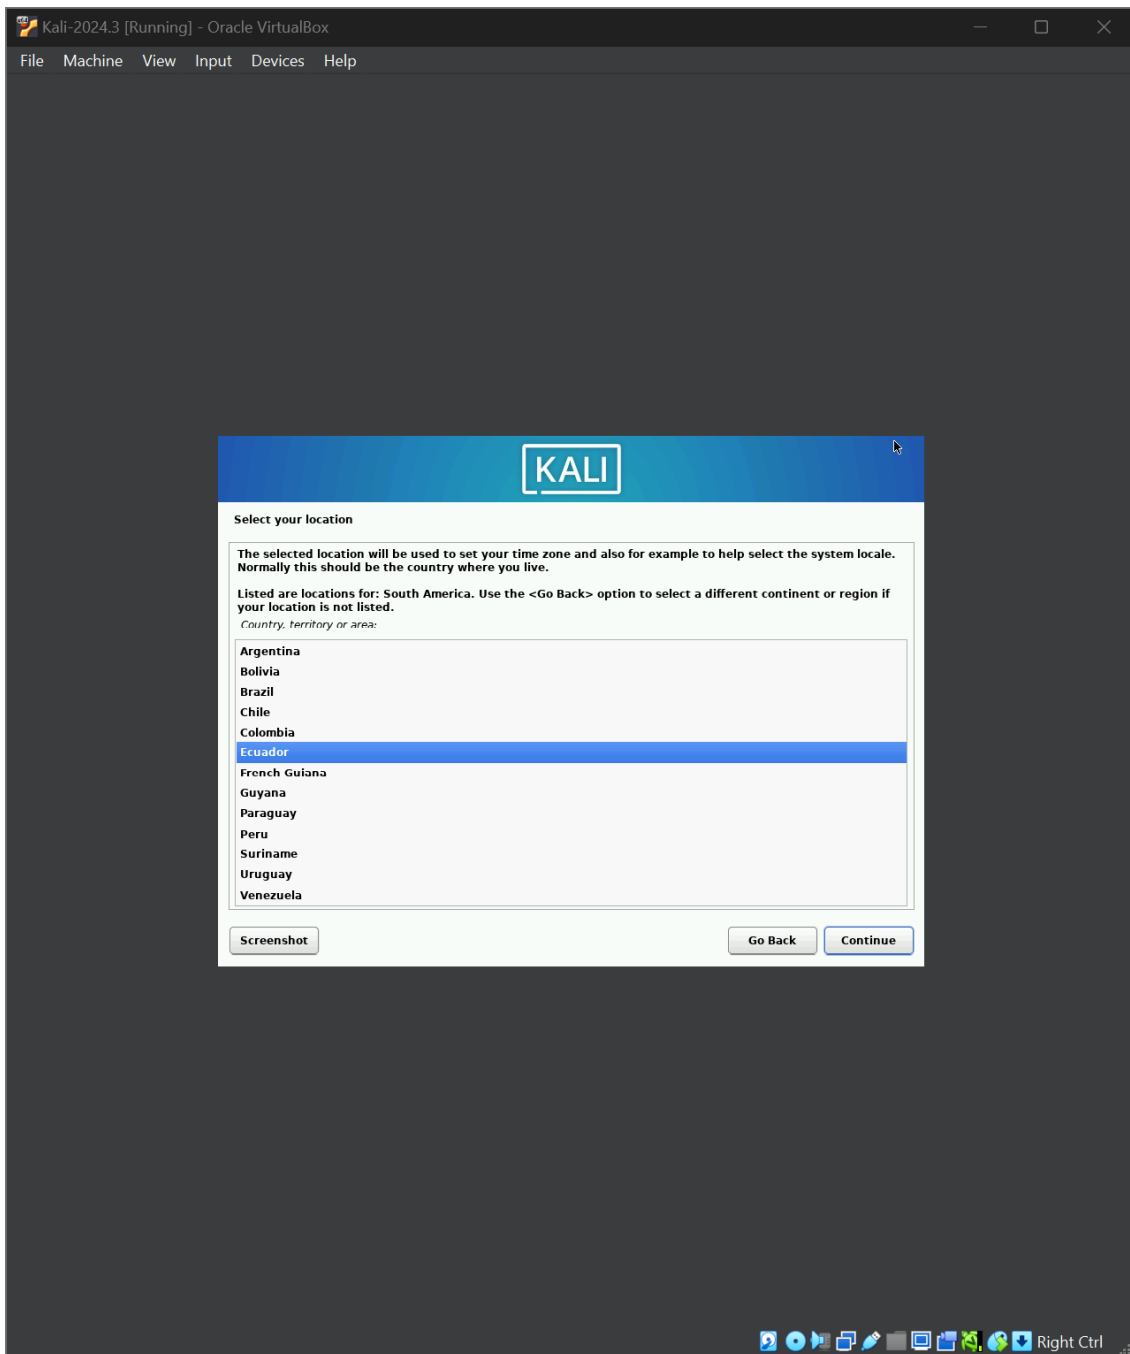 Kali-2024.3 [Running] - Oracle VirtualBox
File Machine View Input Devices Help
KALI
Select your location
The selected location will be used to set your time zone and also for example to help select the system locale.
Normally this should be the country where you live.
Listed are locations for: South America. Use the <Go Back> option to select a different continent or region if
your location is not listed.
Country, territory or area:
Argentina
Bolivia
Brazil
Chile
Colombia
Ecuador
French Guiana
Guyana
Paraguay
Peru
Suriname
Uruguay
Venezuela
Screenshot Go Back Continue
Right Ctrl